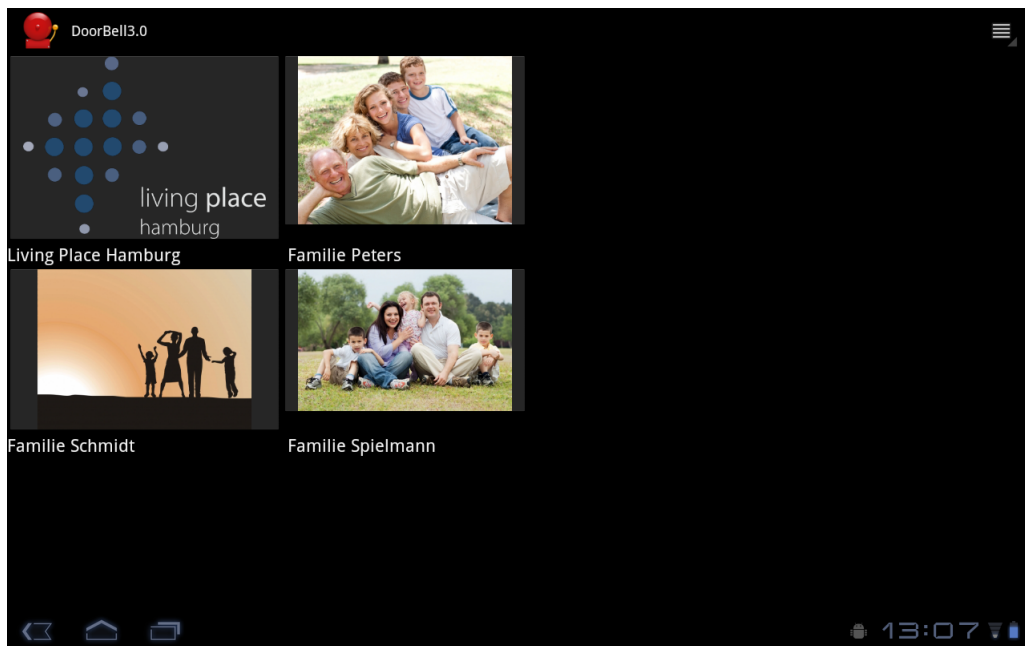 DoorBell3.0
living place
hamburg
Living Place Hamburg
Familie Peters
Familie Schmidt
Familie Spielmann
13:07